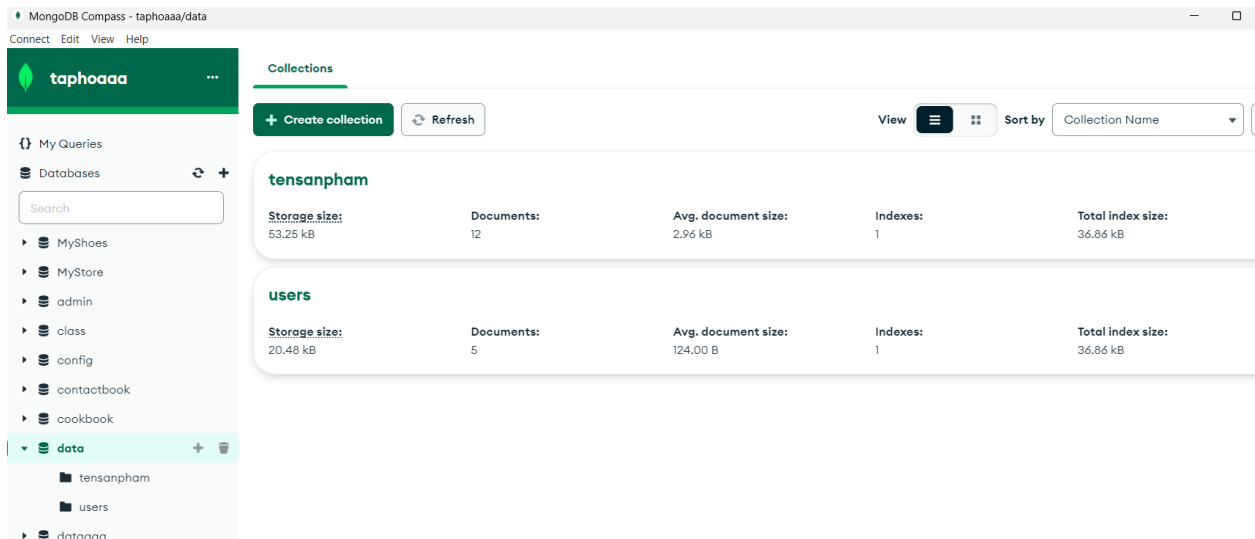 MongoDB Compass - taphoaaa/data
Connect Edit View Help
taphoaaa
Collections
+ Create collection
Refresh
View
Sort by
Collection Name
{} My Queries
Databases
Search
MyShoes
MyStore
admin
class
config
contactbook
cookbook
data
tensanpham
users
dataaaa
tensanpham
Storage size: Documents: Avg. document size: Indexes: Total index size:
53.25 kB 12 2.96 kB 1 36.86 kB
users
Storage size: Documents: Avg. document size: Indexes: Total index size:
20.48 kB 5 124.00 B 1 36.86 kB